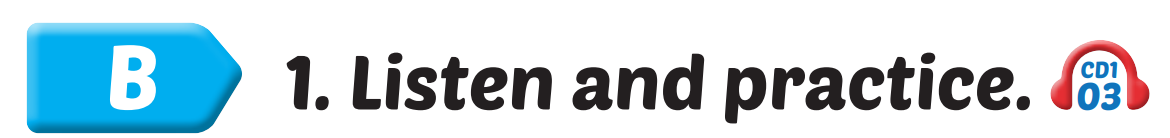 B 1. Listen and practice. CD1
03